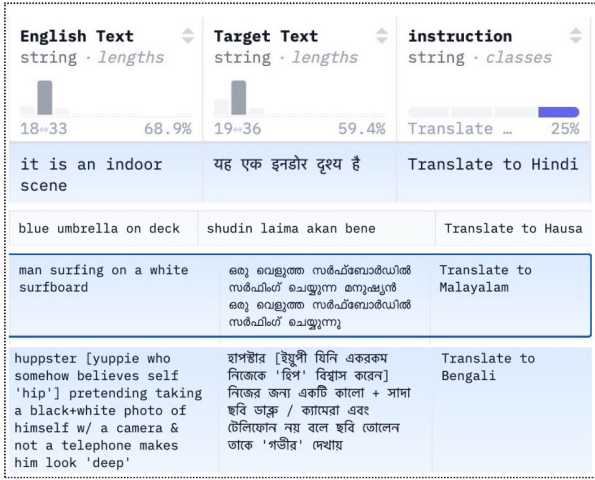 English Text
string · lengths
18↔33 68.9%
Target Text
string · lengths
19↔36 59.4%
instruction
string · classes
Translate … 25%
it is an indoor
scene
यह एक इनडोर दृश्य है
Translate to Hindi
blue umbrella on deck
shudin laima akan bene
Translate to Hausa
man surfing on a white
surfboard
ഒരു വെളുത്ത സർഫ്ബോർഡിൽ
സർഫിംഗ് ചെയ്യുന്ന മനുഷ്യൻ
ഒരു വെളുത്ത സർഫ്ബോർഡിൽ
സർഫിംഗ് ചെയ്യുന്നു
Translate to
Malayalam
huppster [yuppie who
somehow believes self
'hip'] pretending taking
a black+white photo of
himself w/ a camera &
not a telephone makes
him look 'deep'
হাপস্টার [ইয়ুপী যিনি একরকম
নিজেকে 'হিপ' বিশ্বাস করেন]
নিজের জন্য একটি কালো + সাদা
ছবি ভাক্লু / ক্যামেরা এবং
টেলিফোন নয় বলে ছবি তোলেন
তাকে 'গভীর' দেখায়
Translate to
Bengali